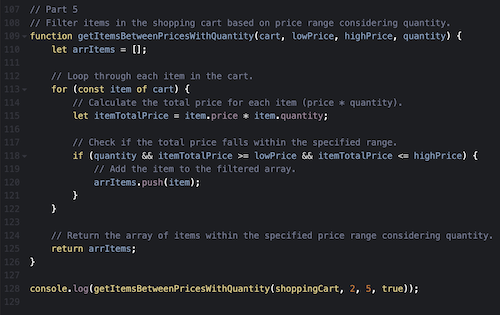 107 // Part 5
108 // Filter items in the shopping cart based on price range considering quantity.
109 function getItemsBetweenPricesWithQuantity(cart, lowPrice, highPrice, quantity) {
110     let arrItems = [];
111
112     // Loop through each item in the cart.
113     for (const item of cart) {
114         // Calculate the total price for each item (price * quantity).
115         let itemTotalPrice = item.price * item.quantity;
116
117         // Check if the total price falls within the specified range.
118         if (quantity && itemTotalPrice >= lowPrice && itemTotalPrice <= highPrice) {
119             // Add the item to the filtered array.
120             arrItems.push(item);
121         }
122     }
123
124     // Return the array of items within the specified price range considering quantity.
125     return arrItems;
126 }
127
128 console.log(getItemsBetweenPricesWithQuantity(shoppingCart, 2, 5, true));
129